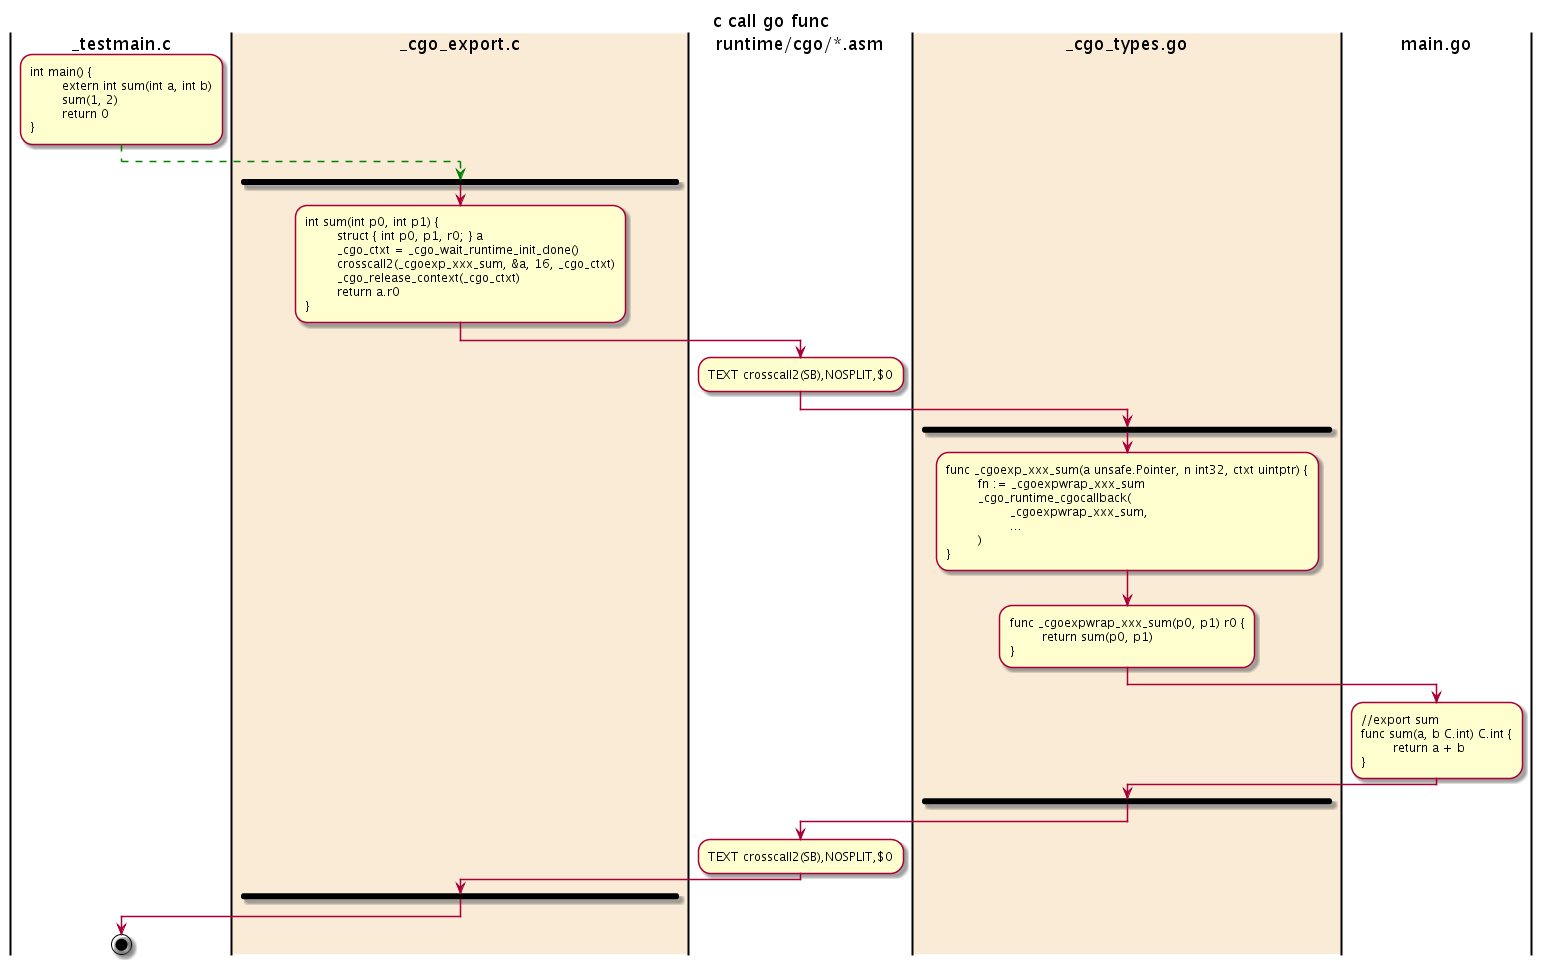 c call go func
_testmain.c
_cgo_export.c
runtime/cgo/*.asm
_cgo_types.go
main.go
int main() {
extern int sum(int a, int b)
sum(1, 2)
return 0
}
int sum(int p0, int p1) {
struct { int p0, p1, r0; } a
_cgo_ctxt = _cgo_wait_runtime_init_done()
crosscall2(_cgoexp_xxx_sum, &a, 16, _cgo_ctxt)
_cgo_release_context(_cgo_ctxt)
return a.r0
}
TEXT crosscall2(SB),NOSPLIT,$0
func _cgoexp_xxx_sum(a unsafe.Pointer, n int32, ctxt uintptr) {
fn := _cgoexpwrap_xxx_sum
_cgo_runtime_cgocallback(
_cgoexpwrap_xxx_sum,
...
)
}
func _cgoexpwrap_xxx_sum(p0, p1) r0 {
return sum(p0, p1)
}
//export sum
func sum(a, b C.int) C.int {
return a + b
}
TEXT crosscall2(SB),NOSPLIT,$0